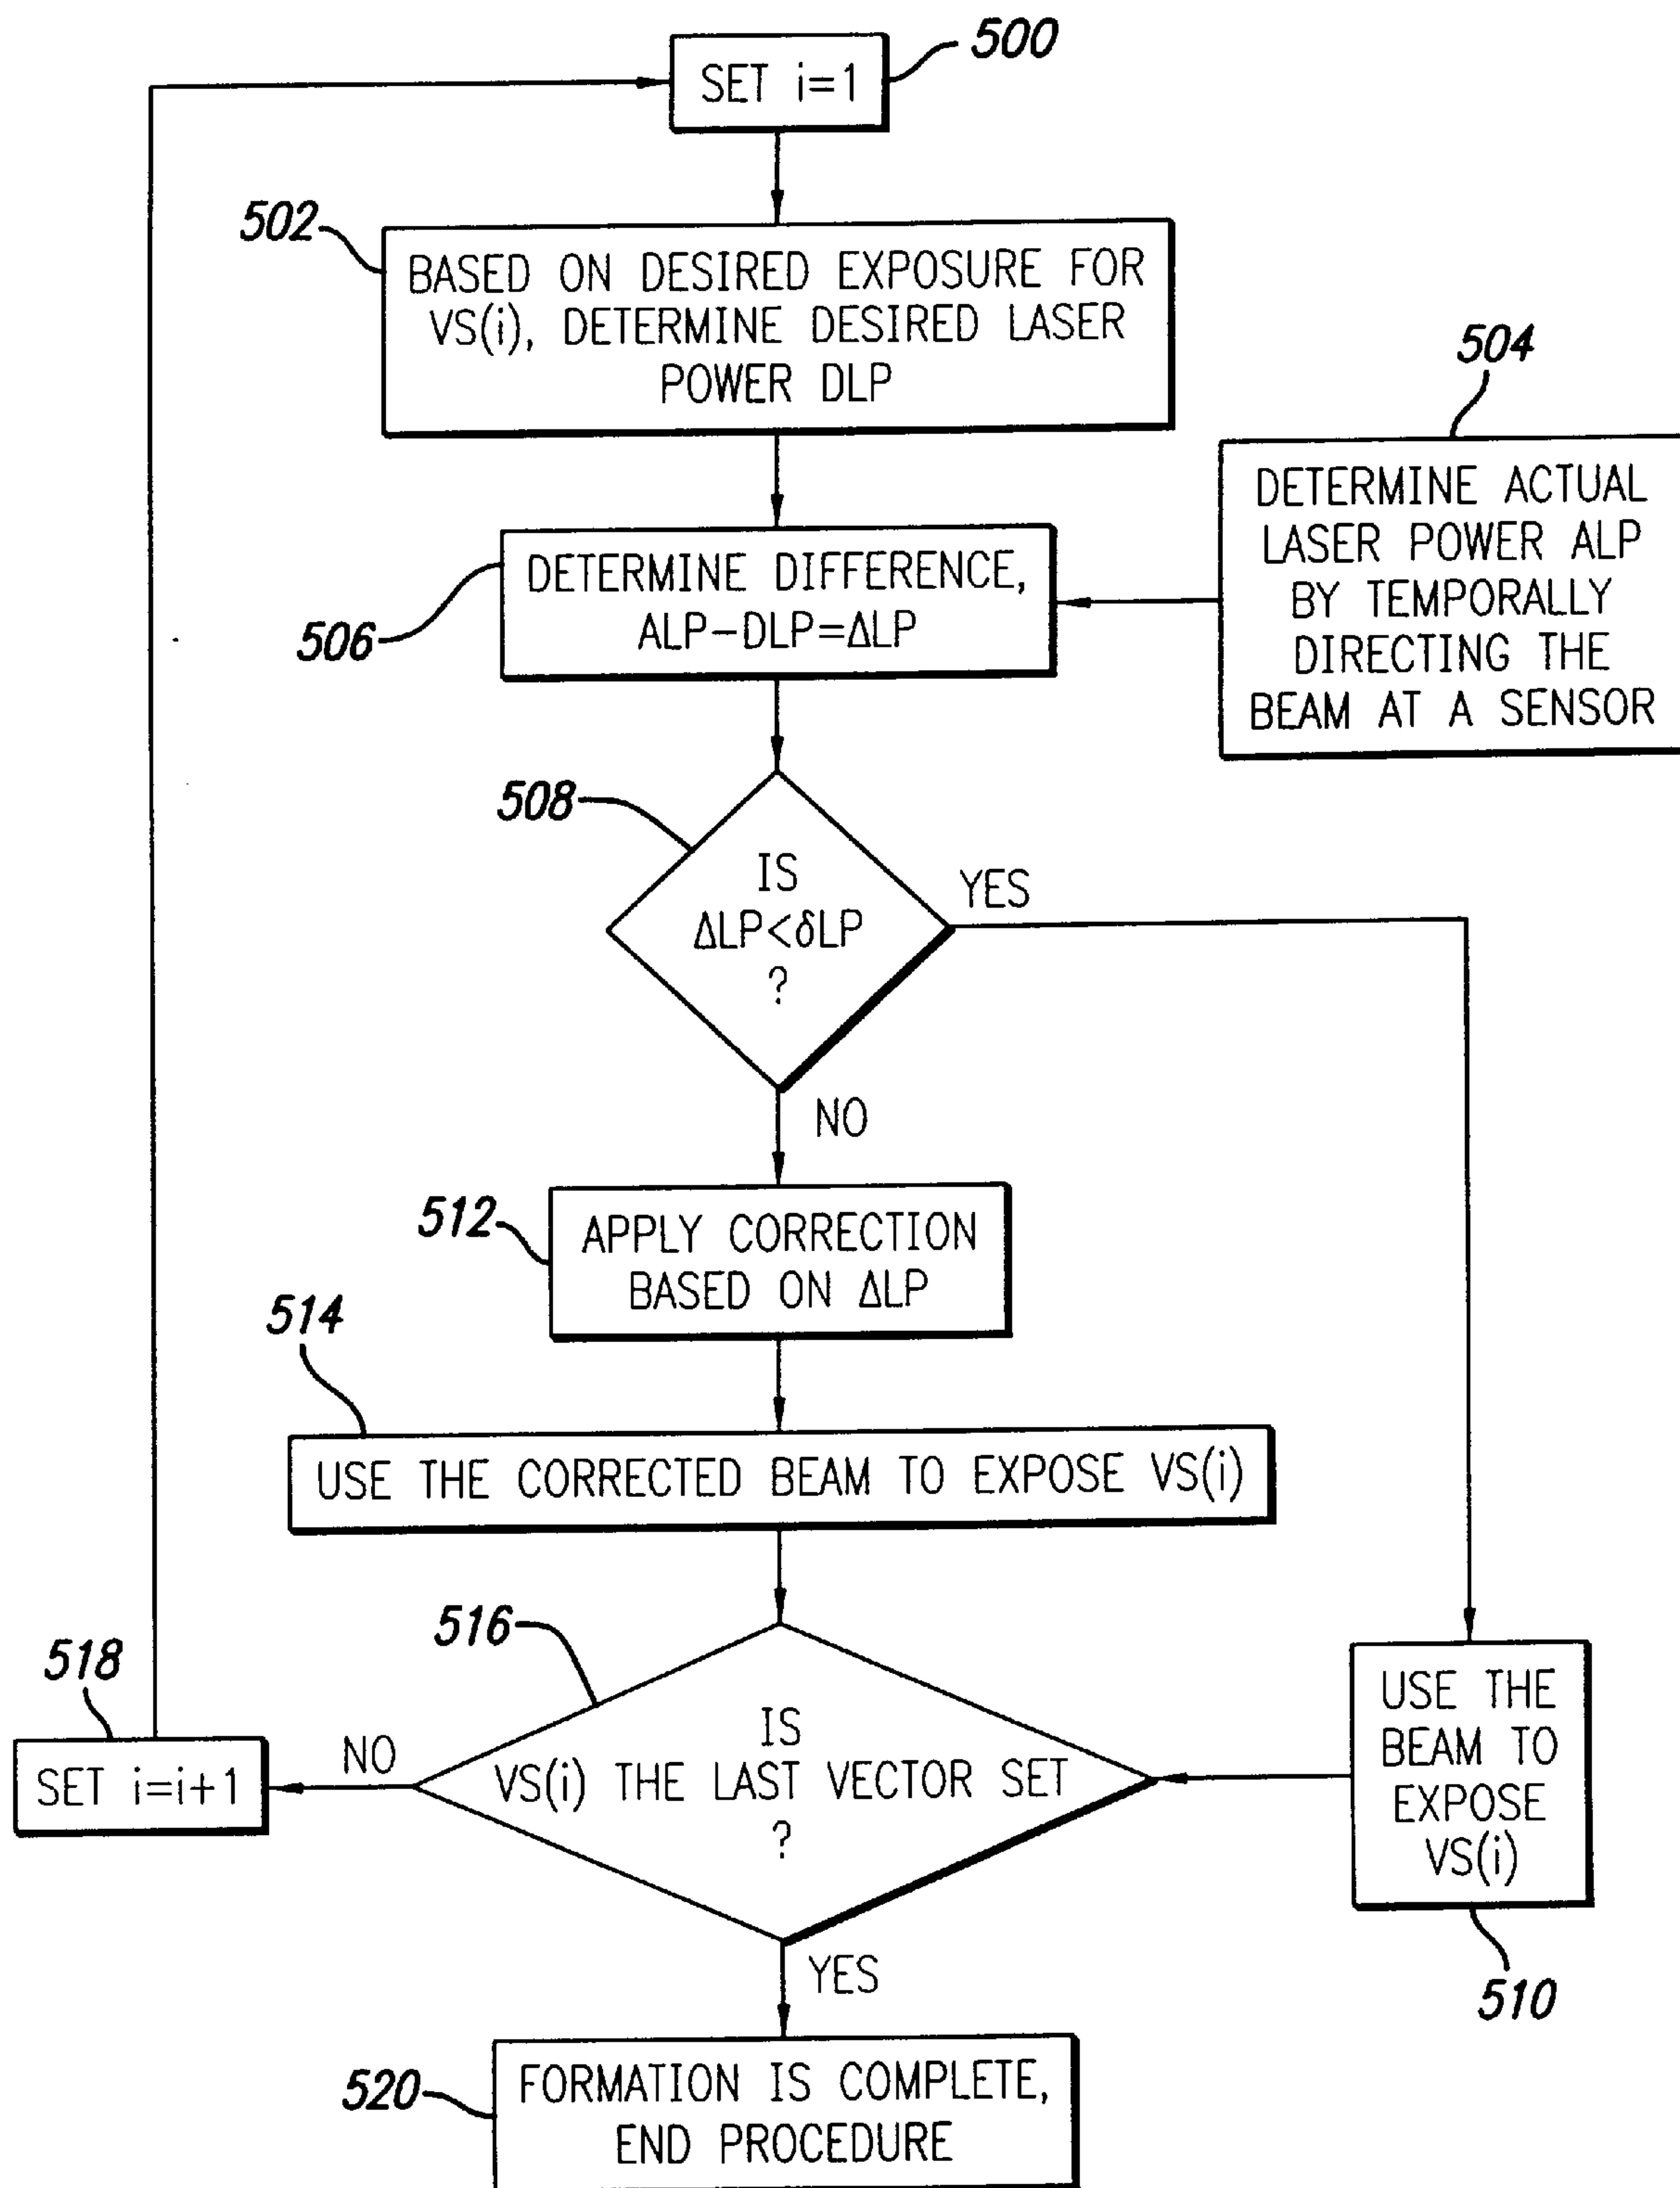 500
SET i=1
502
BASED ON DESIRED EXPOSURE FOR
VS(i), DETERMINE DESIRED LASER
POWER DLP
504
DETERMINE ACTUAL
LASER POWER ALP
BY TEMPORALLY
DIRECTING THE
BEAM AT A SENSOR
506
DETERMINE DIFFERENCE,
ALP-DLP=ΔLP
508
IS
ΔLP<δLP
?
YES
NO
512
APPLY CORRECTION
BASED ON ΔLP
514
USE THE CORRECTED BEAM TO EXPOSE VS(i)
516
IS
VS(i) THE LAST VECTOR SET
?
NO
518
SET i=i+1
USE THE
BEAM TO
EXPOSE
VS(i)
510
YES
520
FORMATION IS COMPLETE,
END PROCEDURE